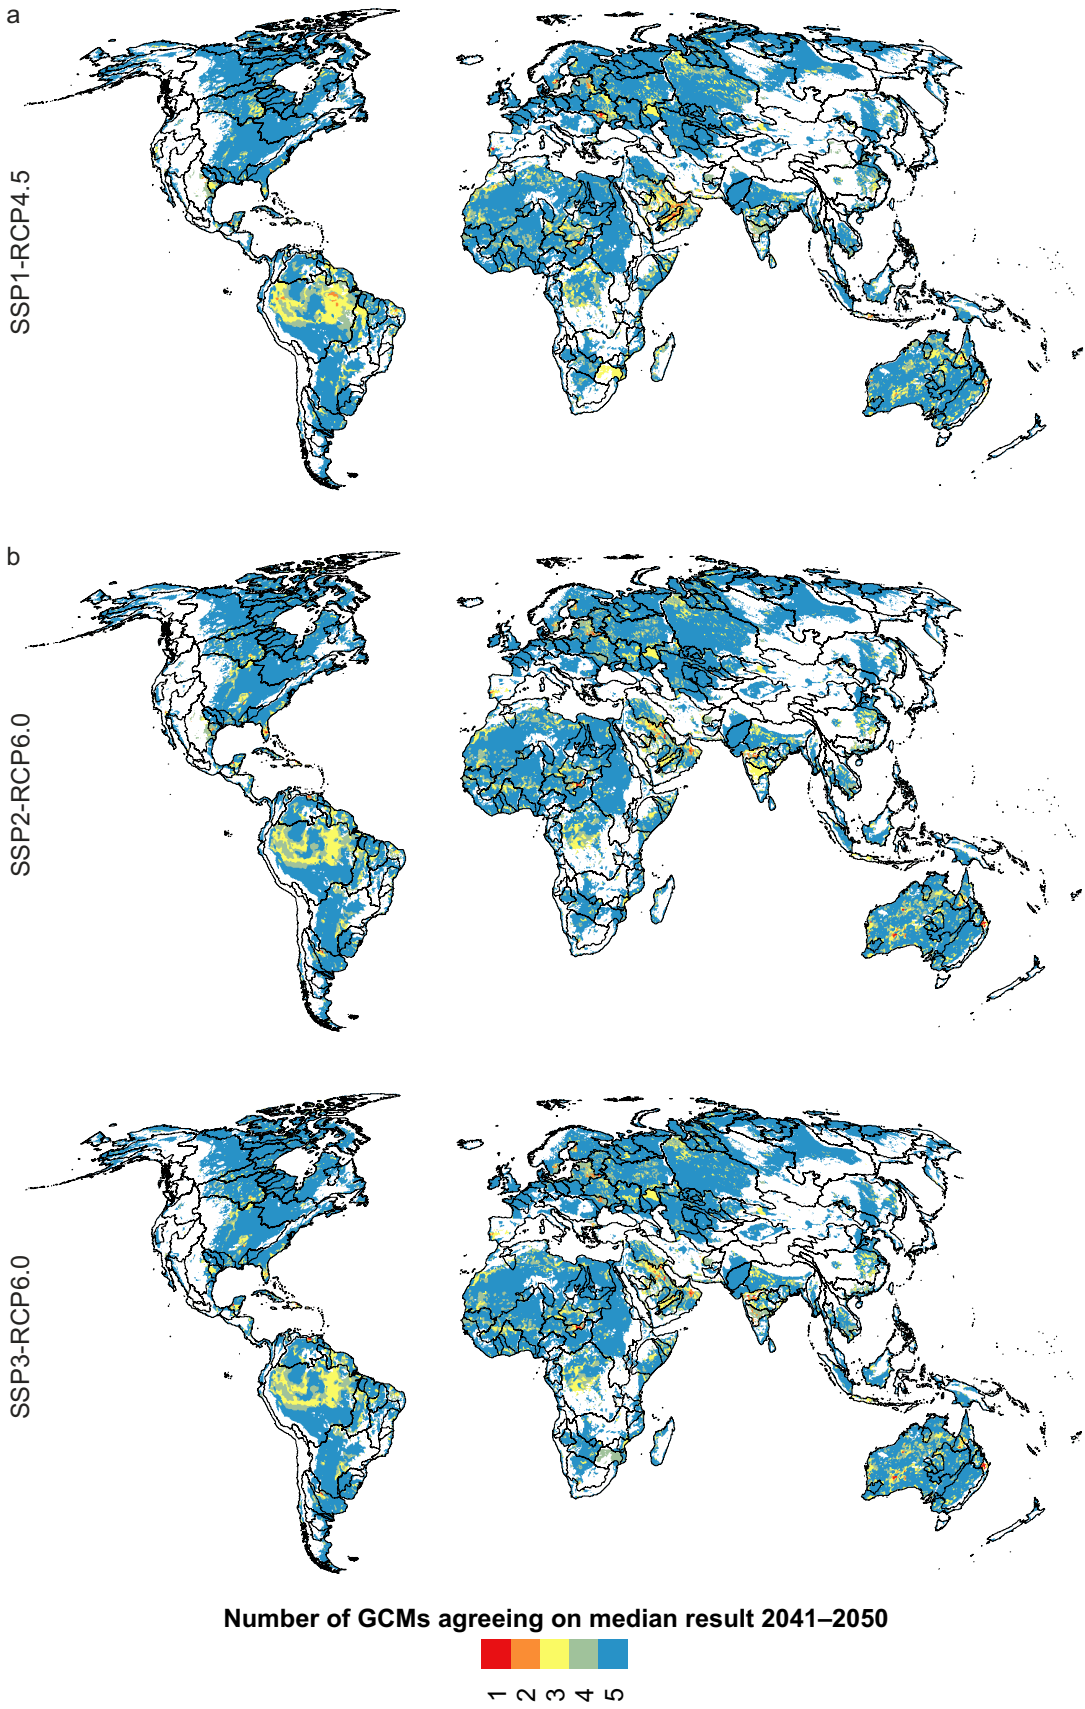 a
SSP1-RCP4.5
b
SSP2-RCP6.0
SSP3-RCP6.0
Number of GCMs agreeing on median result 2041–2050
1 2 3 4 5